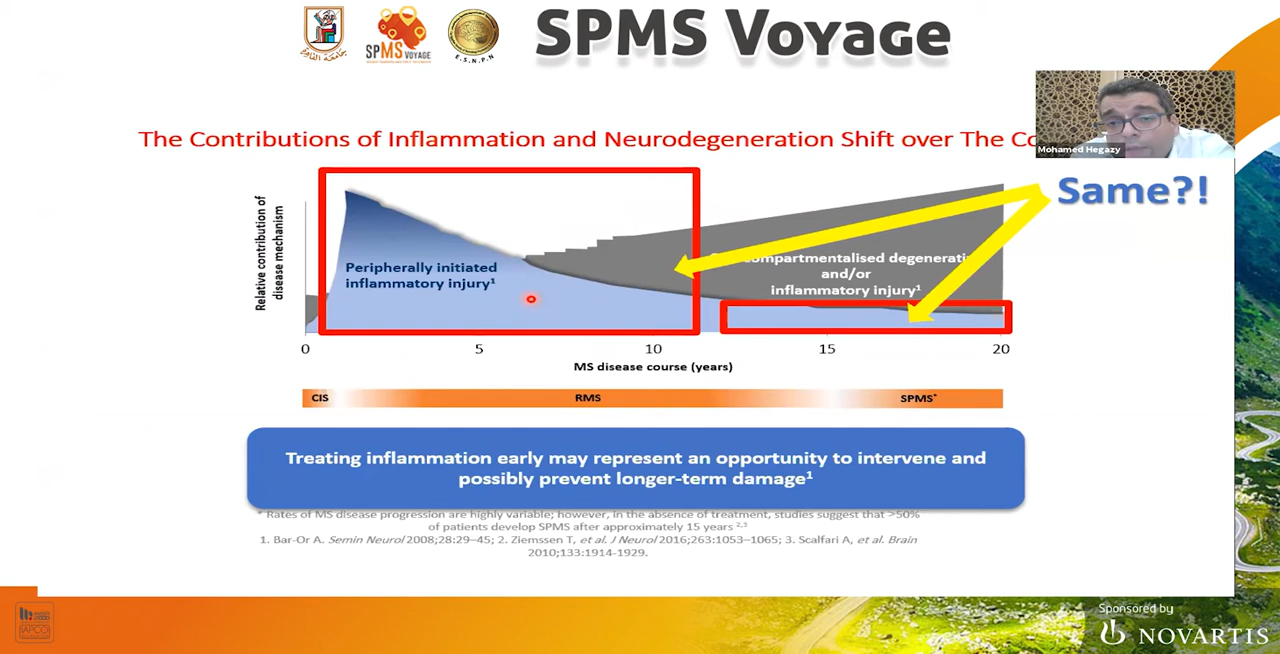 SPMS Voyage
جامعة القاهرة
SPMS VOYAGE
E.S.N.P.N
The Contributions of Inflammation and Neurodegeneration Shift over The
Mohamed Hegazy
Same?!
Relative contribution of
disease mechanism
Peripherally initiated
inflammatory injury¹
and/or
inflammatory injury¹
0 5 10 15 20
MS disease course (years)
CIS RMS SPMS*
Treating inflammation early may represent an opportunity to intervene and
possibly prevent longer-term damage¹
* Rates of MS disease progression are highly variable; however, in the absence of treatment, studies suggest that >50%
of patients develop SPMS after approximately 15 years ²,³
1. Bar-Or A. Semin Neurol 2008;28:29–45; 2. Ziemssen T, et al. J Neurol 2016;263:1053–1065; 3. Scalfari A, et al. Brain
2010;133:1914-1929.
IAPCO
Sponsored by
NOVARTIS